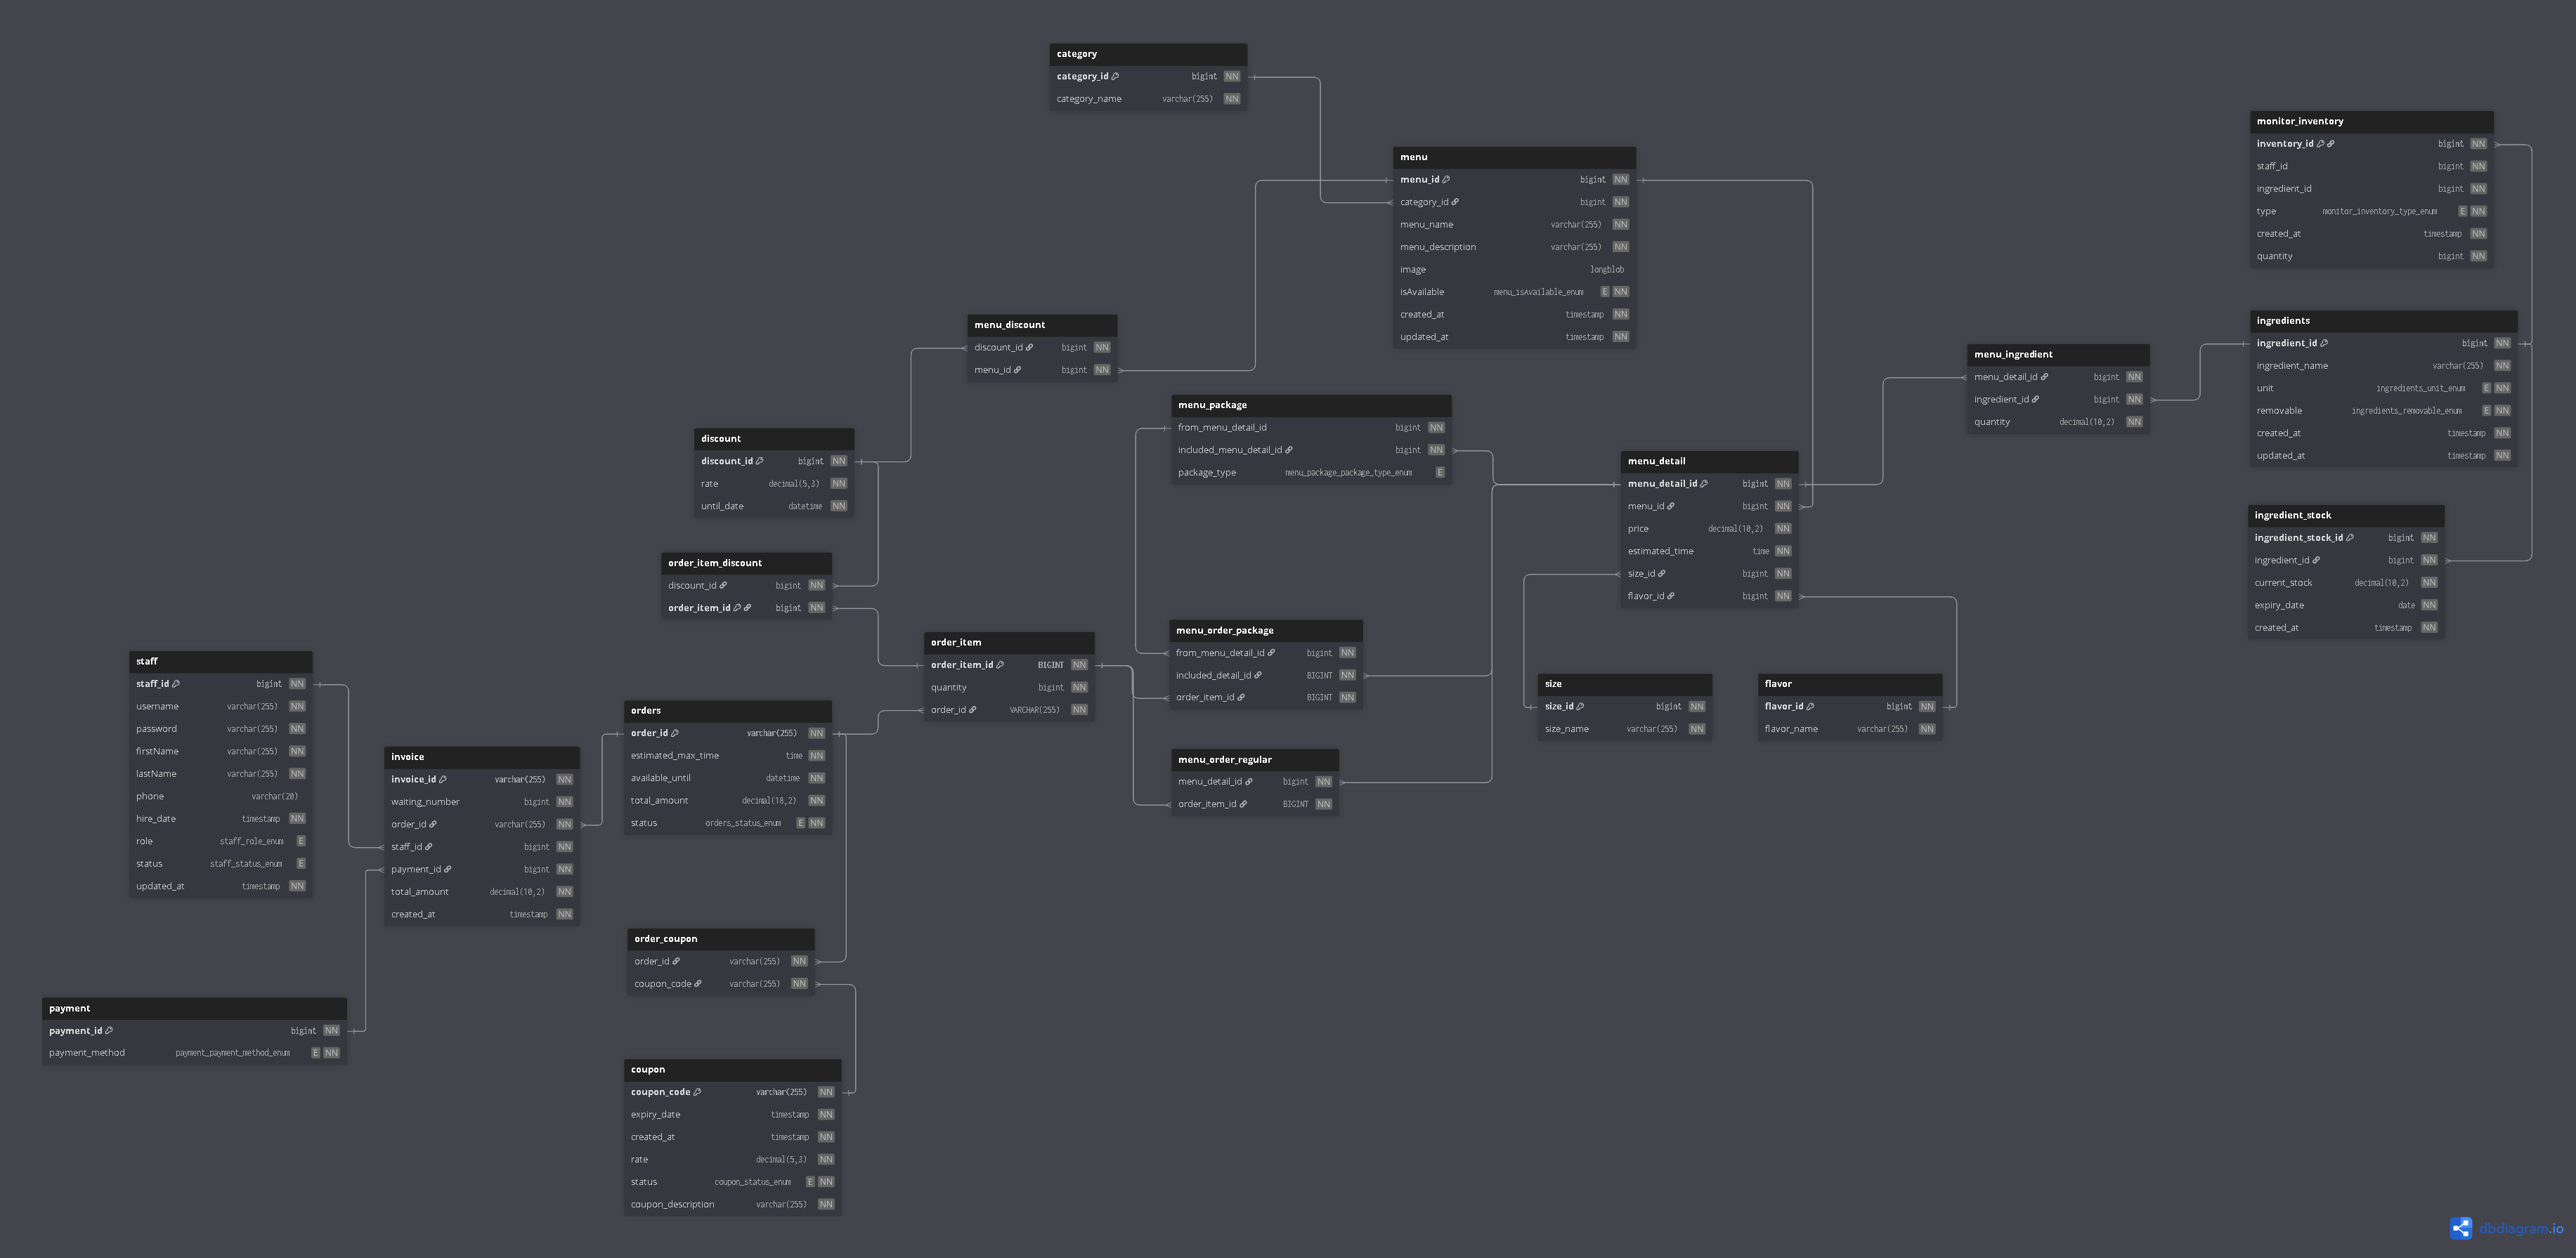 category
category_id bigint NN
category_name varchar(255) NN
monitor_inventory
inventory_id bigint NN
staff_id bigint NN
ingredient_id bigint NN
type monitor_inventory_type_enum E NN
created_at timestamp NN
quantity bigint NN
menu
menu_id bigint NN
category_id bigint NN
menu_name varchar(255) NN
menu_description varchar(255) NN
image longblob
isAvailable menu_isAvailable_enum E NN
created_at timestamp NN
updated_at timestamp NN
menu_discount
discount_id bigint NN
menu_id bigint NN
ingredients
ingredient_id bigint NN
ingredient_name varchar(255) NN
unit ingredients_unit_enum E NN
removable ingredients_removable_enum E NN
created_at timestamp NN
updated_at timestamp NN
menu_ingredient
menu_detail_id bigint NN
ingredient_id bigint NN
quantity decimal(10,2) NN
menu_package
from_menu_detail_id bigint NN
included_menu_detail_id bigint NN
package_type menu_package_package_type_enum E
discount
discount_id bigint NN
rate decimal(5,3) NN
until_date datetime NN
menu_detail
menu_detail_id bigint NN
menu_id bigint NN
price decimal(10,2) NN
estimated_time time NN
size_id bigint NN
flavor_id bigint NN
ingredient_stock
ingredient_stock_id bigint NN
ingredient_id bigint NN
current_stock decimal(10,2) NN
expiry_date date NN
created_at timestamp NN
order_item_discount
discount_id bigint NN
order_item_id bigint NN
menu_order_package
from_menu_detail_id bigint NN
included_detail_id BIGINT NN
order_item_id BIGINT NN
order_item
order_item_id BIGINT NN
quantity bigint NN
order_id VARCHAR(255) NN
staff
staff_id bigint NN
username varchar(255) NN
password varchar(255) NN
firstName varchar(255) NN
lastName varchar(255) NN
phone varchar(20)
hire_date timestamp NN
role staff_role_enum E
status staff_status_enum E
updated_at timestamp NN
size
size_id bigint NN
size_name varchar(255) NN
flavor
flavor_id bigint NN
flavor_name varchar(255) NN
orders
order_id varchar(255) NN
estimated_max_time time NN
available_until datetime NN
total_amount decimal(18,2) NN
status orders_status_enum E NN
invoice
invoice_id varchar(255) NN
waiting_number bigint NN
order_id varchar(255) NN
staff_id bigint NN
payment_id bigint NN
total_amount decimal(10,2) NN
created_at timestamp NN
menu_order_regular
menu_detail_id bigint NN
order_item_id BIGINT NN
order_coupon
order_id varchar(255) NN
coupon_code varchar(255) NN
payment
payment_id bigint NN
payment_method payment_payment_method_enum E NN
coupon
coupon_code varchar(255) NN
expiry_date timestamp NN
created_at timestamp NN
rate decimal(5,3) NN
status coupon_status_enum E NN
coupon_description varchar(255) NN
dbdiagram.io